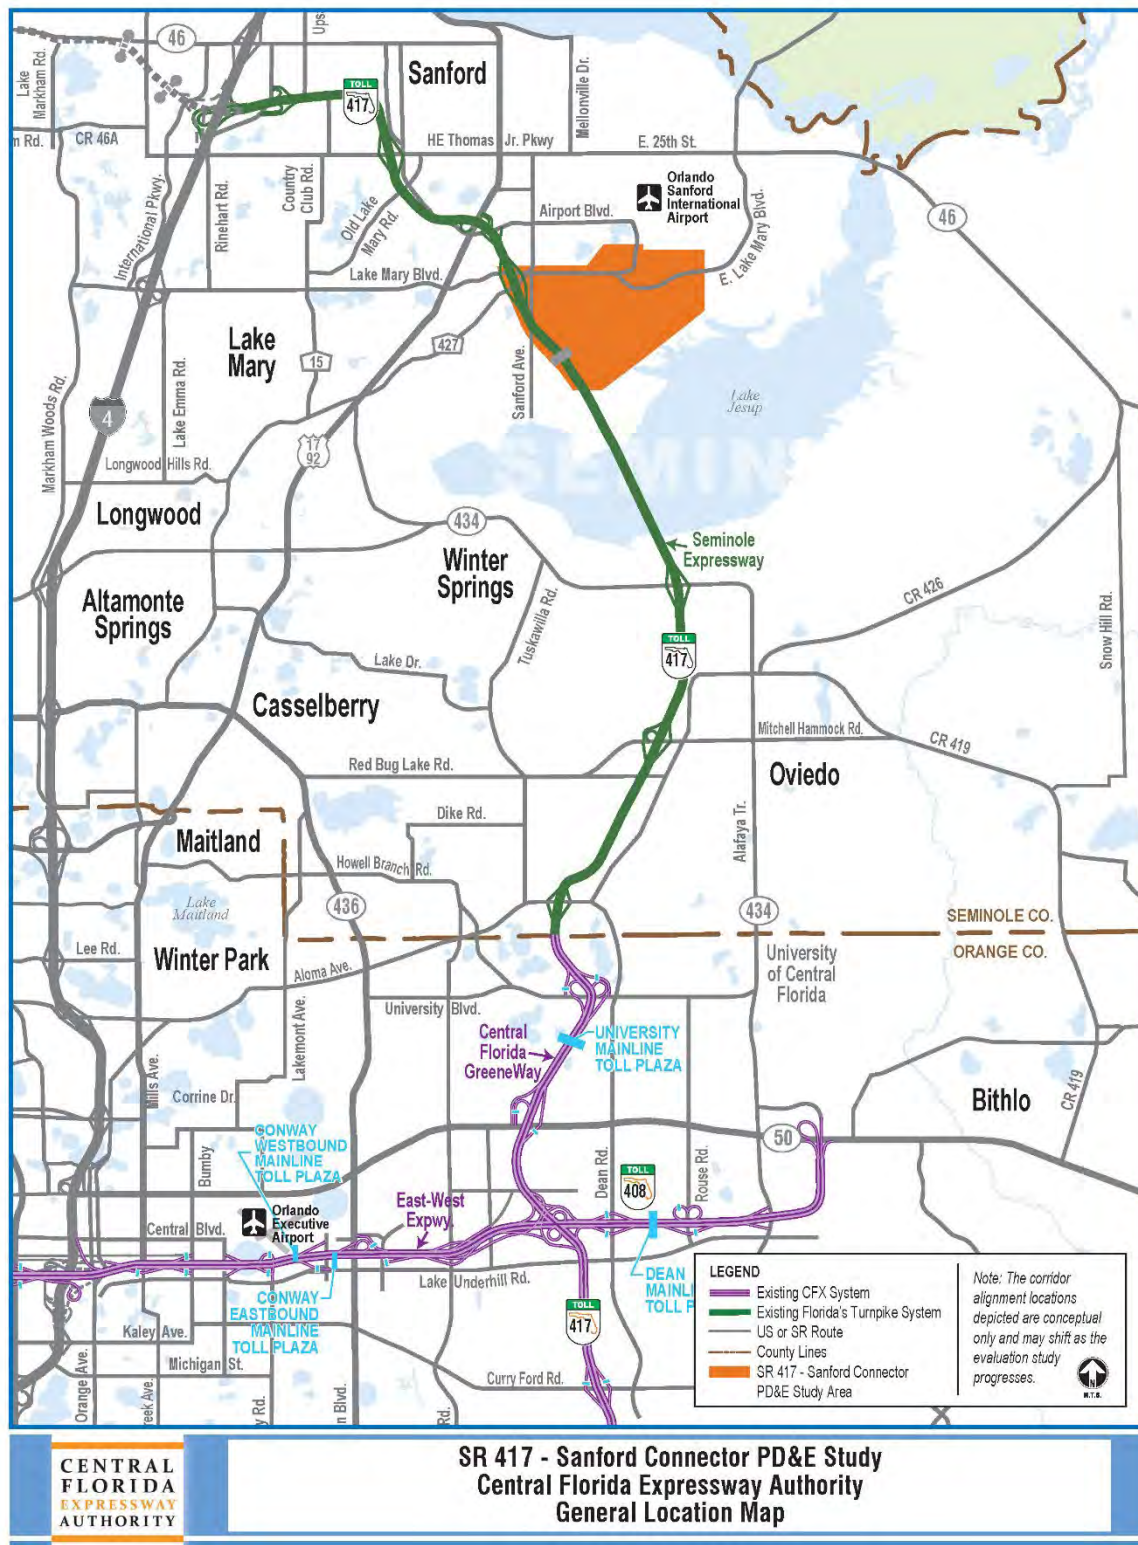 46
Ups
Lake
Markham Rd.
Sanford
Mellonville Dr.
TOLL
417
m Rd.
CR 46A
HE Thomas Jr. Pkwy
E. 25th St.
International Pkwy.
Rinehart Rd.
Country
Club Rd.
Old Lake
Mary Rd.
Orlando
Sanford
International
Airport
Airport Blvd.
46
Lake Mary Blvd.
E. Lake Mary Blvd.
Lake
Mary
15
427
Sanford Ave.
Markham Woods Rd.
Lake Emma Rd.
4
Lake
Jesup
17
92
Longwood Hills Rd.
SEMIN
Longwood
434
Seminole
Expressway
Winter
Springs
Altamonte
Springs
Tuskawilla Rd.
CR 426
Snow Hill Rd.
TOLL
417
Lake Dr.
Casselberry
Mitchell Hammock Rd.
CR 419
Red Bug Lake Rd.
Oviedo
Dike Rd.
Maitland
Alafaya Tr.
Howell Branch Rd.
Lake
Maitland
436
434
SEMINOLE CO.
ORANGE CO.
Lee Rd.
Winter Park
Aloma Ave.
University
of Central
Florida
University Blvd.
Central
Florida
GreeneWay
UNIVERSITY
MAINLINE
TOLL PLAZA
Lakemont Ave.
Mills Ave.
Corrine Dr.
Bithlo
CR 419
CONWAY
WESTBOUND
MAINLINE
TOLL PLAZA
50
Bumby
Dean Rd.
Rouse Rd.
TOLL
408
East-West
Expwy.
Orlando
Executive
Airport
Central Blvd.
Lake Underhill Rd.
DEAN
MAINLI
TOLL P
CONWAY
EASTBOUND
MAINLINE
TOLL PLAZA
TOLL
417
Kaley Ave.
Michigan St.
Curry Ford Rd.
Orange Ave.
reek Ave.
y Rd.
n Blvd.
Rd.
LEGEND
Existing CFX System
Existing Florida's Turnpike System
US or SR Route
County Lines
SR 417 - Sanford Connector
PD&E Study Area
Note: The corridor
alignment locations
depicted are conceptual
only and may shift as the
evaluation study
progresses.
N
N.T.S.
CENTRAL
FLORIDA
EXPRESSWAY
AUTHORITY
SR 417 - Sanford Connector PD&E Study
Central Florida Expressway Authority
General Location Map